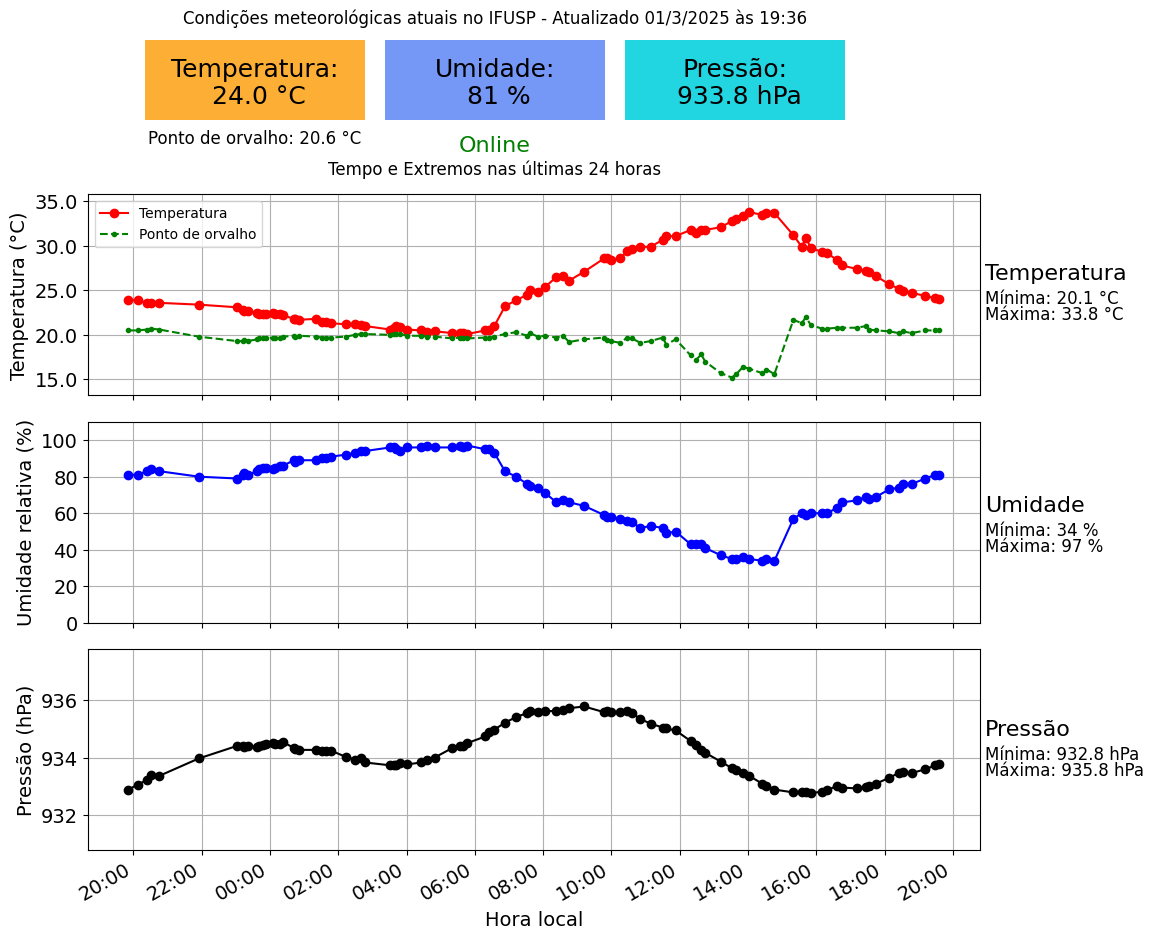 Condições meteorológicas atuais no IFUSP - Atualizado 01/3/2025 às 19:36
Temperatura:
24.0 °C
Umidade:
81 %
Pressão:
933.8 hPa
Ponto de orvalho: 20.6 °C
Online
Tempo e Extremos nas últimas 24 horas
Temperatura (°C)
35.0
30.0
25.0
20.0
15.0
Temperatura
Ponto de orvalho
Temperatura
Mínima: 20.1 °C
Máxima: 33.8 °C
Umidade relativa (%)
100
80
60
40
20
0
Umidade
Mínima: 34 %
Máxima: 97 %
Pressão (hPa)
936
934
932
Pressão
Mínima: 932.8 hPa
Máxima: 935.8 hPa
20:00 22:00 00:00 02:00 04:00 06:00 08:00 10:00 12:00 14:00 16:00 18:00 20:00
Hora local